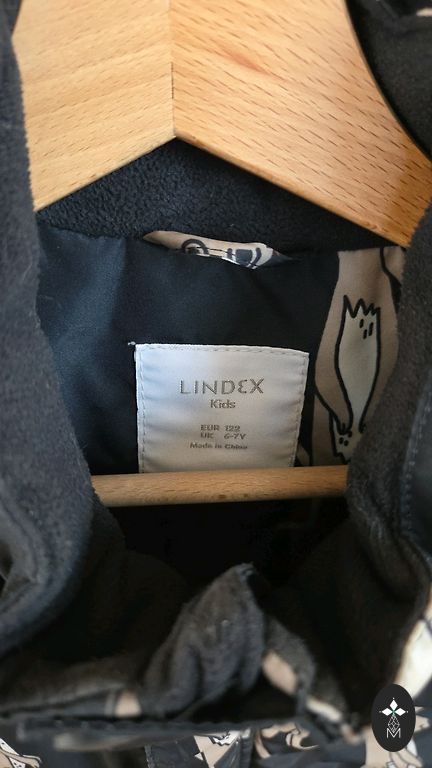 LINDEX
Kids
EUR 122
UK 6-7Y
Made in China